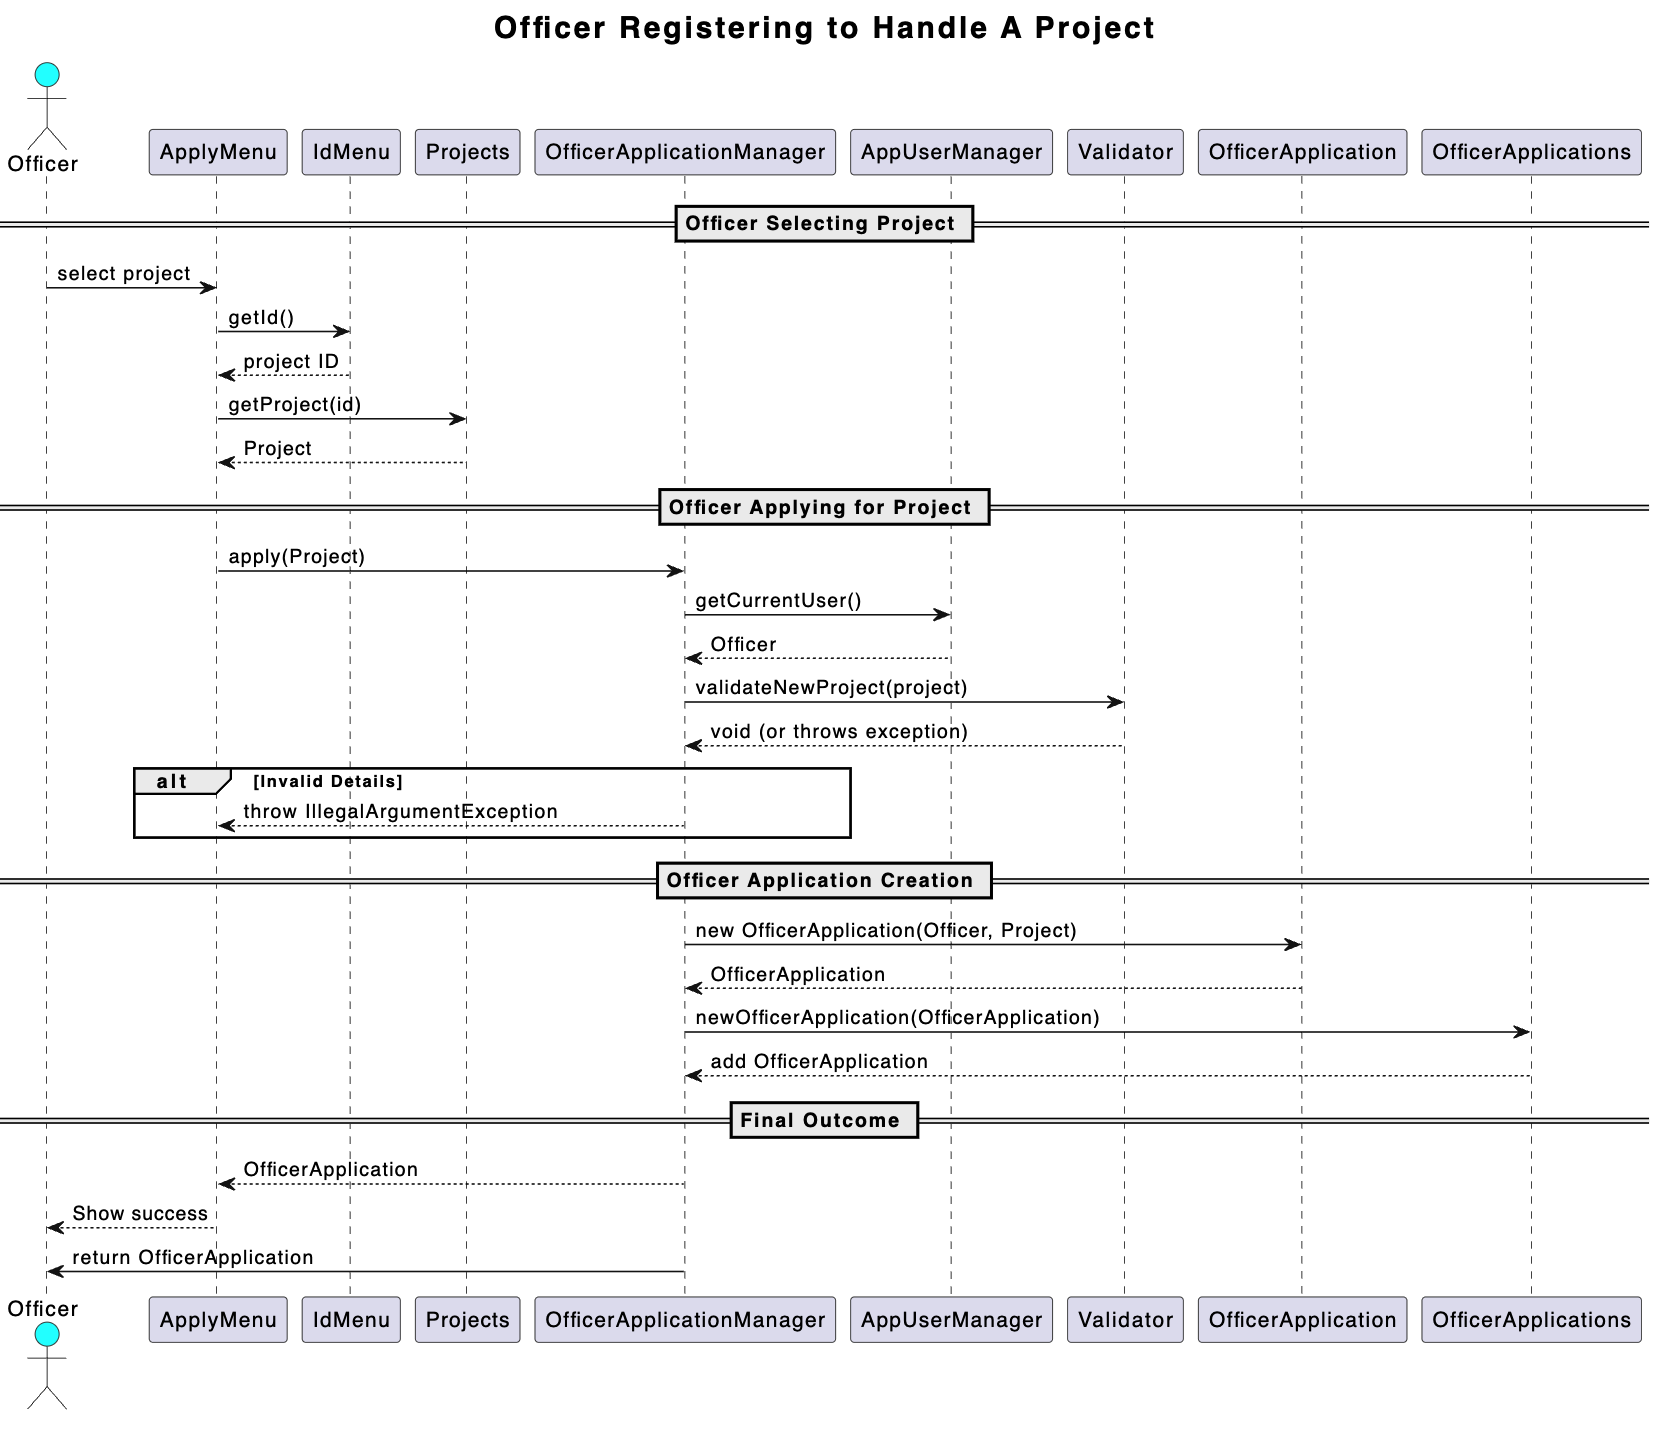 Officer Registering to Handle A Project
Officer
ApplyMenu
IdMenu
Projects
OfficerApplicationManager
AppUserManager
Validator
OfficerApplication
OfficerApplications
Officer Selecting Project
select project
getId()
project ID
getProject(id)
Project
Officer Applying for Project
apply(Project)
getCurrentUser()
Officer
validateNewProject(project)
void (or throws exception)
alt
[Invalid Details]
throw IllegalArgumentException
Officer Application Creation
new OfficerApplication(Officer, Project)
OfficerApplication
newOfficerApplication(OfficerApplication)
add OfficerApplication
Final Outcome
OfficerApplication
Show success
return OfficerApplication
Officer
ApplyMenu
IdMenu
Projects
OfficerApplicationManager
AppUserManager
Validator
OfficerApplication
OfficerApplications